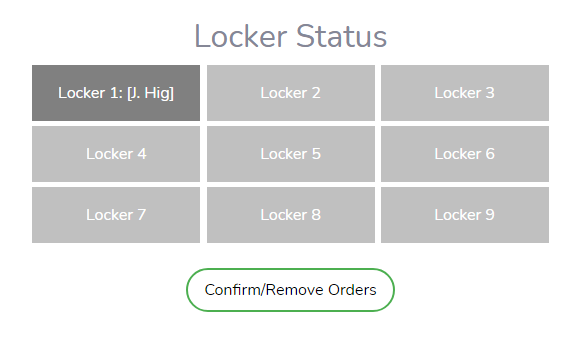 Locker Status
Locker 1: [J. Hig]
Locker 2
Locker 3
Locker 4
Locker 5
Locker 6
Locker 7
Locker 8
Locker 9
Confirm/Remove Orders